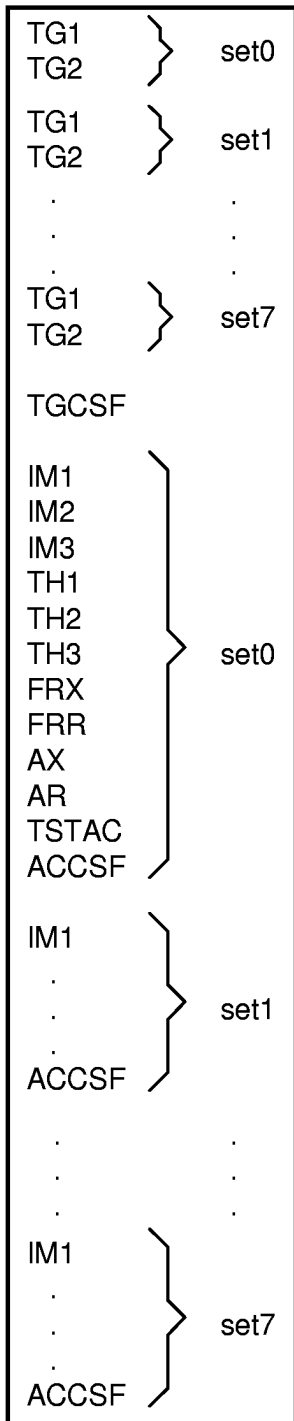 TG1
TG2
set0
TG1
TG2
set1
.
.
.
.
.
.
TG1
TG2
set7
TGCSF
IM1
IM2
IM3
TH1
TH2
TH3
FRX
FRR
AX
AR
TSTAC
ACCSF
set0
IM1
.
.
.
ACCSF
set1
.
.
.
.
.
.
IM1
.
.
.
ACCSF
set7